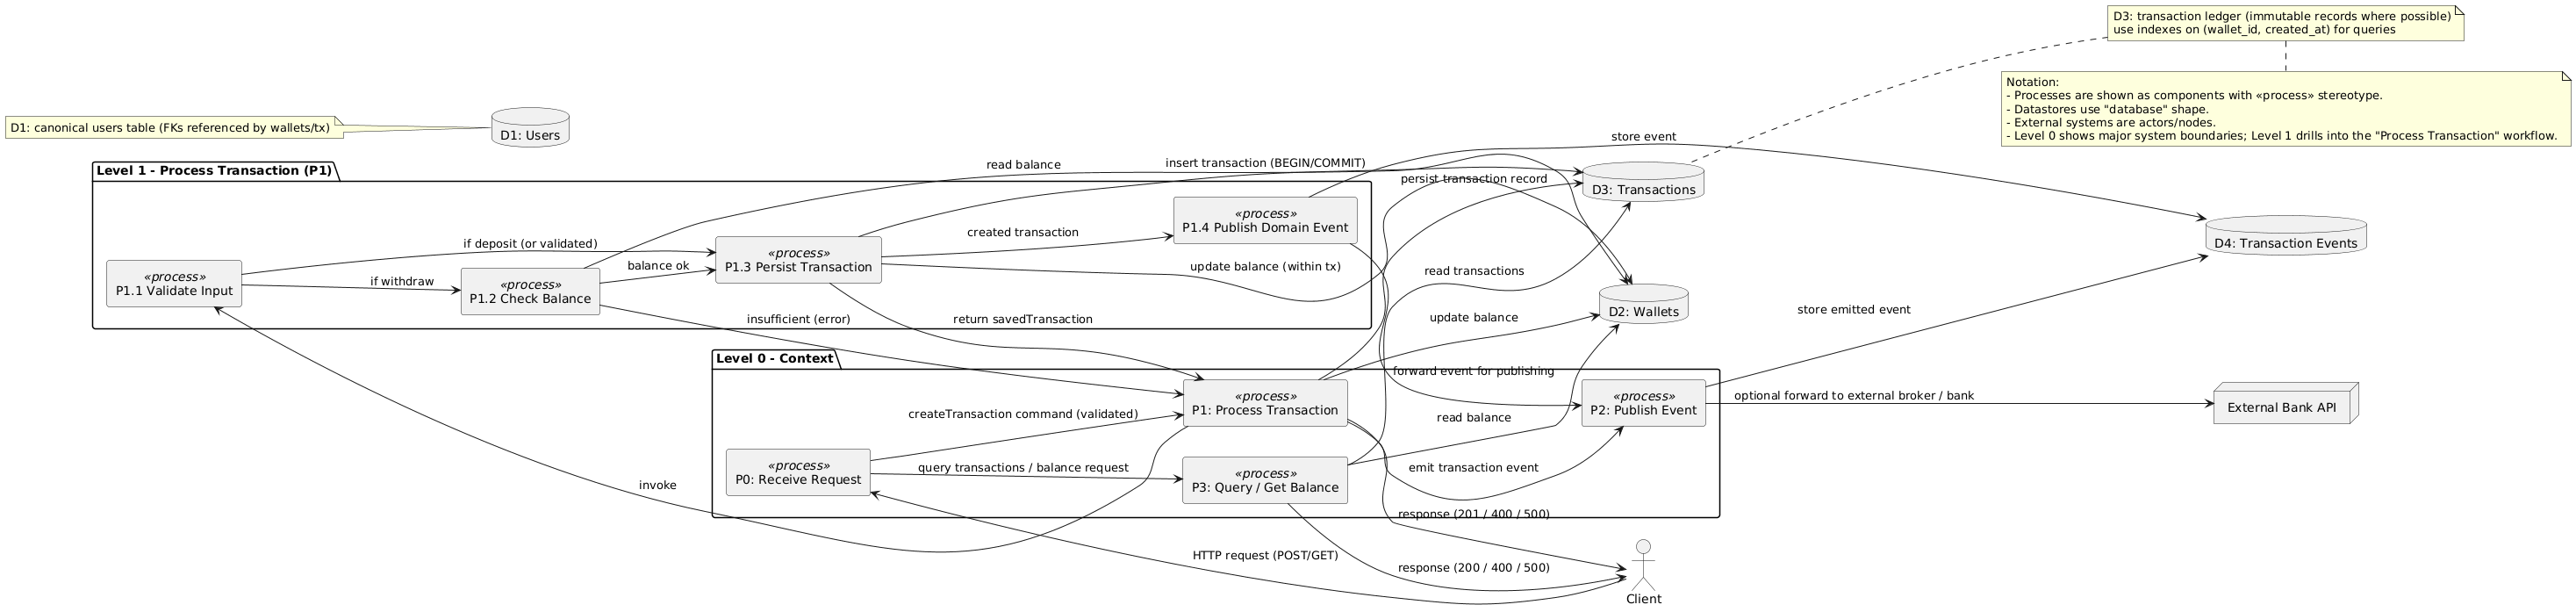 D3: transaction ledger (immutable records where possible)
use indexes on (wallet_id, created_at) for queries
Notation:
- Processes are shown as components with «process» stereotype.
- Datastores use "database" shape.
- External systems are actors/nodes.
- Level 0 shows major system boundaries; Level 1 drills into the "Process Transaction" workflow.
D1: canonical users table (FKs referenced by wallets/tx)
D1: Users
store event
Level 1 - Process Transaction (P1)
read balance
insert transaction (BEGIN/COMMIT)
persist transaction record
D3: Transactions
«process»
P1.4 Publish Domain Event
D4: Transaction Events
if deposit (or validated)
created transaction
«process»
P1.3 Persist Transaction
balance ok
update balance (within tx)
read transactions
«process»
P1.1 Validate Input
if withdraw
«process»
P1.2 Check Balance
D2: Wallets
insufficient (error)
return savedTransaction
update balance
store emitted event
Level 0 - Context
forward event for publishing
«process»
P1: Process Transaction
«process»
P2: Publish Event
optional forward to external broker / bank
External Bank API
createTransaction command (validated)
read balance
«process»
P0: Receive Request
query transactions / balance request
«process»
P3: Query / Get Balance
emit transaction event
invoke
response (201 / 400 / 500)
HTTP request (POST/GET)
response (200 / 400 / 500)
Client